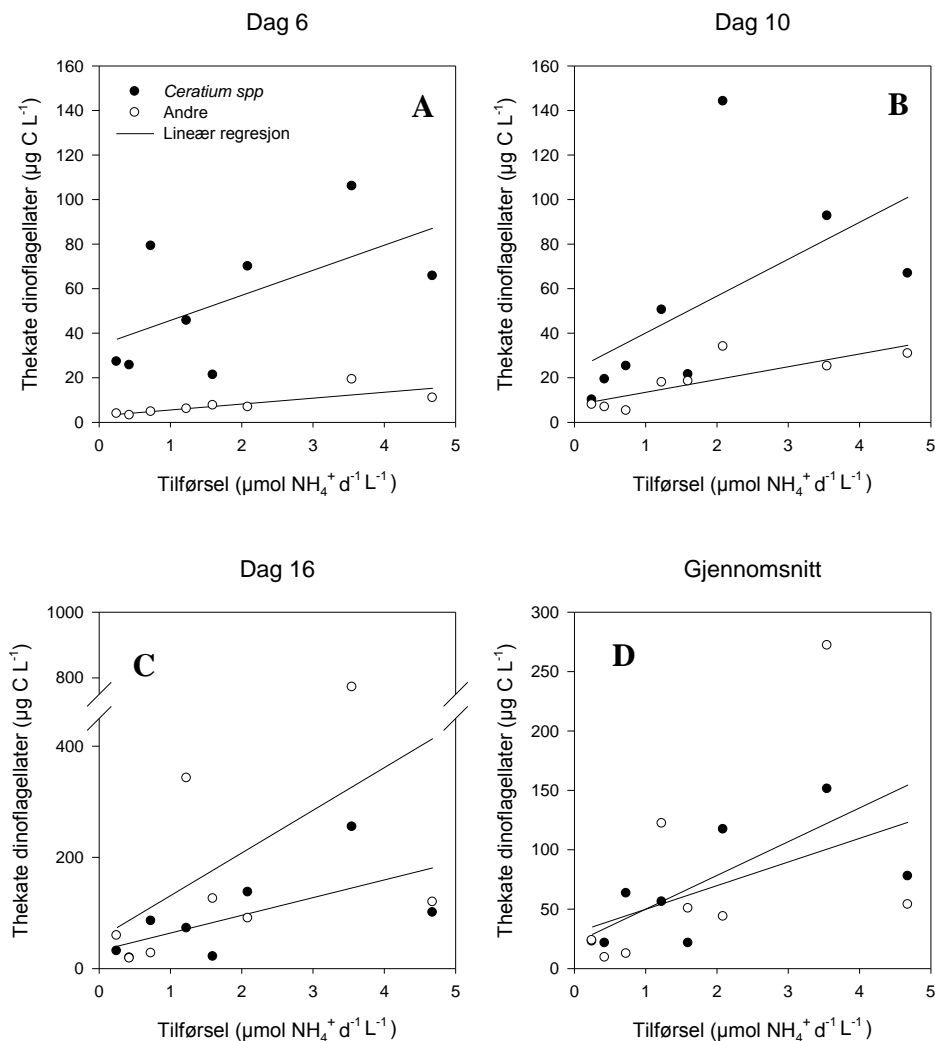 Dag 6
Thekate dinoflagellater (µg C L⁻¹)
160
140
120
100
80
60
40
20
0
Ceratium spp
Andre
Lineær regresjon
A
0 1 2 3 4 5
Tilførsel (µmol NH₄⁺ d⁻¹ L⁻¹)
Dag 10
Thekate dinoflagellater (µg C L⁻¹)
160
140
120
100
80
60
40
20
0
B
0 1 2 3 4 5
Tilførsel (µmol NH₄⁺ d⁻¹ L⁻¹)
Dag 16
Thekate dinoflagellater (µg C L⁻¹)
1000
800
400
200
0
C
0 1 2 3 4 5
Tilførsel (µmol NH₄⁺ d⁻¹ L⁻¹)
Gjennomsnitt
Thekate dinoflagellater (µg C L⁻¹)
300
250
200
150
100
50
0
D
0 1 2 3 4 5
Tilførsel (µmol NH₄⁺ d⁻¹ L⁻¹)